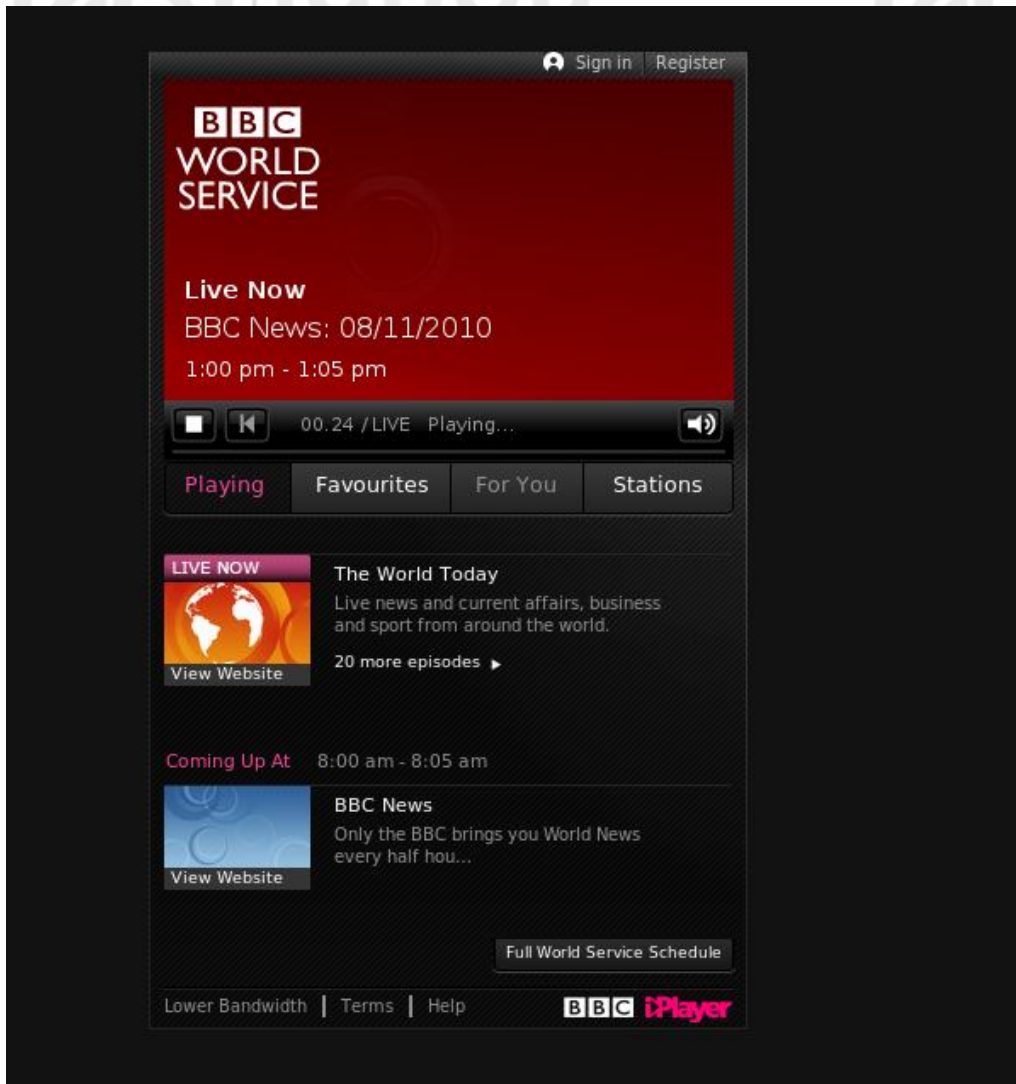 Sign in Register
BBC
WORLD
SERVICE
Live Now
BBC News: 08/11/2010
1:00 pm - 1:05 pm
00.24 / LIVE Playing...
Playing Favourites For You Stations
LIVE NOW
The World Today
Live news and current affairs, business
and sport from around the world.
20 more episodes
View Website
Coming Up At 8:00 am - 8:05 am
BBC News
Only the BBC brings you World News
every half hou...
View Website
Full World Service Schedule
Lower Bandwidth | Terms | Help BBC iPlayer